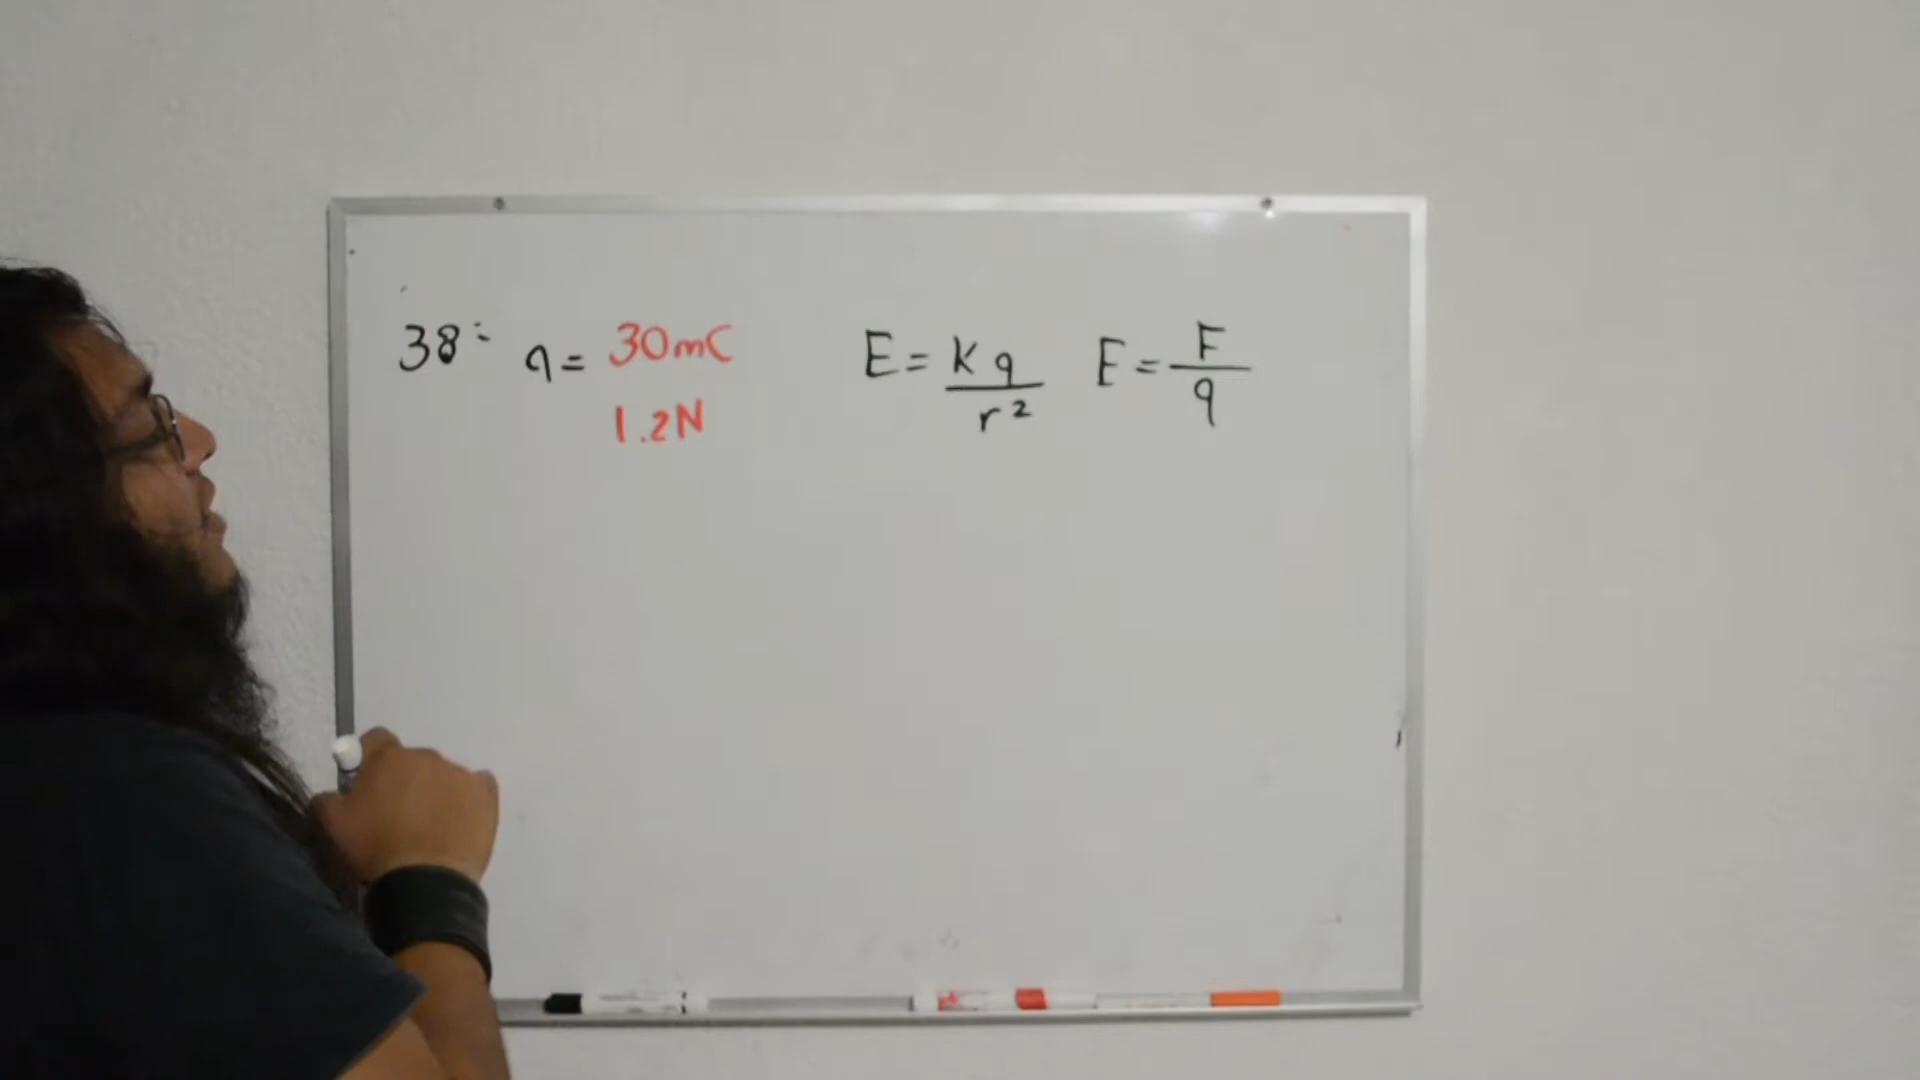 38:- q = 30mC
1.2N
E = Kq/r² E = F/q